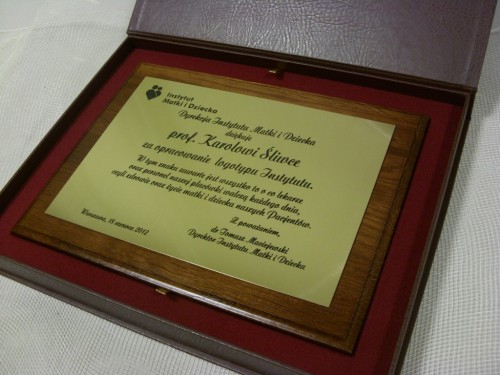 Instytut
Matki i Dziecka
Dyrekcja Instytutu Matki i Dziecka
dziękuje
prof. Karolowi Śliwce
za opracowanie logotypu Instytutu.
W tym znaku zawarte jest wszystko to o co lekarze
oraz personel naszej placówki walczą każdego dnia,
czyli zdrowie oraz życie matki i dziecka naszych Pacjentów.
Z poważaniem,
dr Tomasz Maciejewski
Dyrektor Instytutu Matki i Dziecka
Warszawa, 15 czerwca 2012